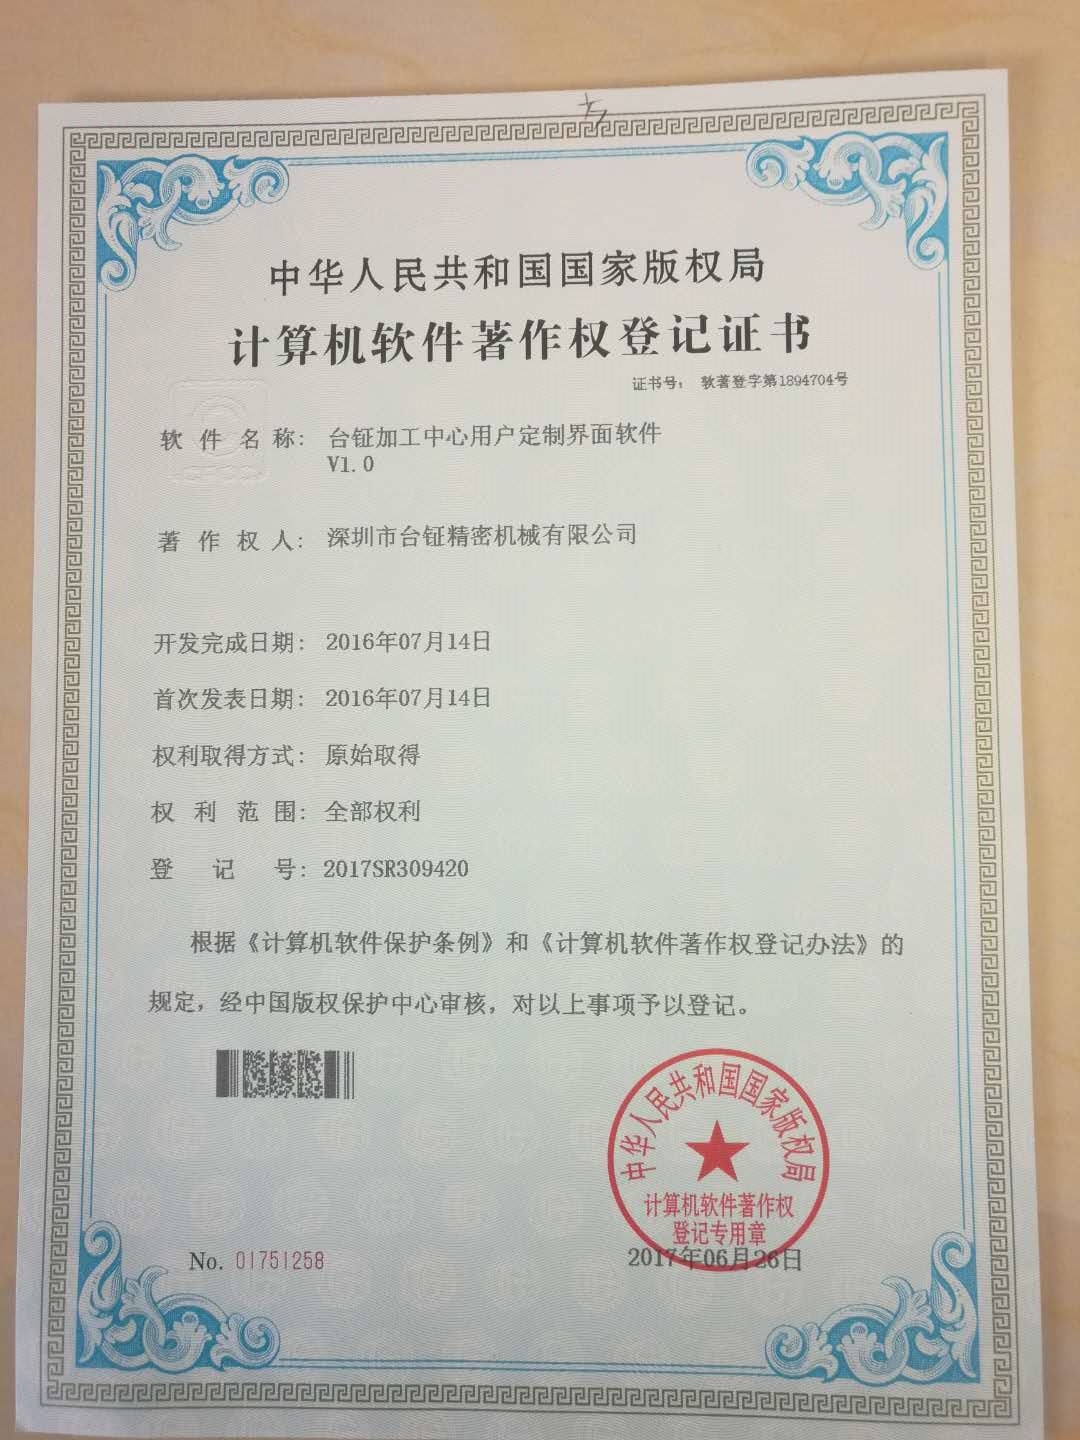 中华人民共和国国家版权局
计算机软件著作权登记证书
证书号： 软著登字第1894704号
软件名称： 台钲加工中心用户定制界面软件
V1.0
著作权人： 深圳市台钲精密机械有限公司
开发完成日期： 2016年07月14日
首次发表日期： 2016年07月14日
权利取得方式： 原始取得
权利范围： 全部权利
登记号： 2017SR309420
根据《计算机软件保护条例》和《计算机软件著作权登记办法》的
规定，经中国版权保护中心审核，对以上事项予以登记。
中华人民共和国国家版权局
计算机软件著作权
登记专用章
No. 01751258
2017年06月26日